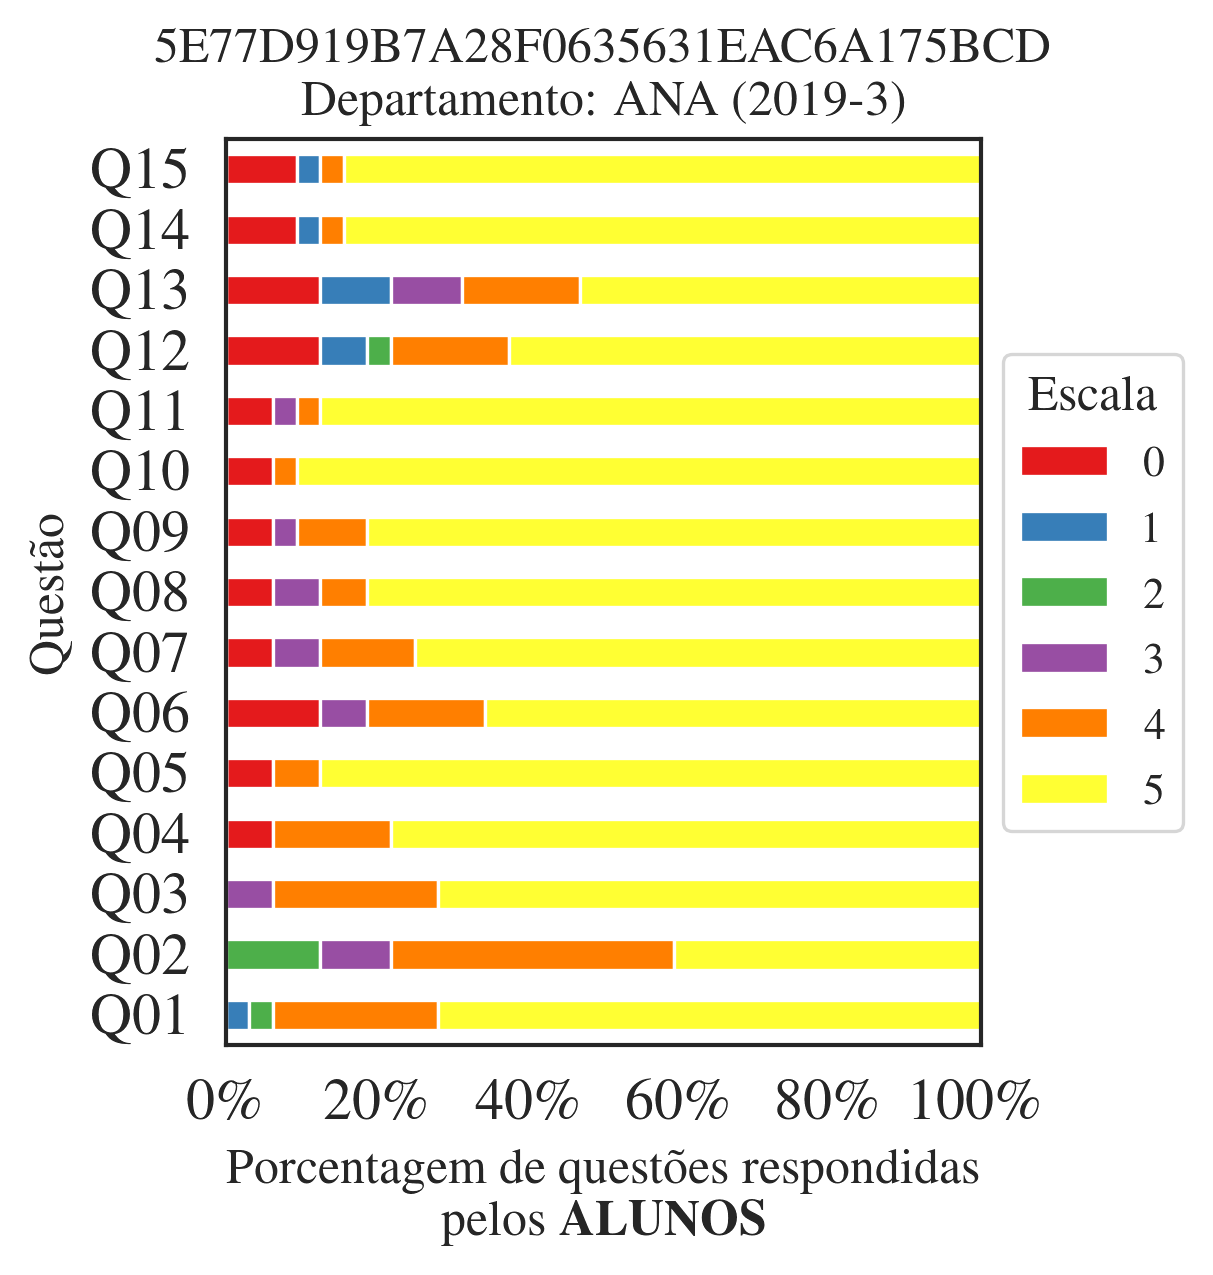 5E77D919B7A28F0635631EAC6A175BCD
Departamento: ANA (2019-3)
Q15
Q14
Q13
Q12
Q11
Q10
Q09
Q08
Q07
Q06
Q05
Q04
Q03
Q02
Q01
Questão
0% 20% 40% 60% 80% 100%
Porcentagem de questões respondidas
pelos ALUNOS
Escala
0
1
2
3
4
5